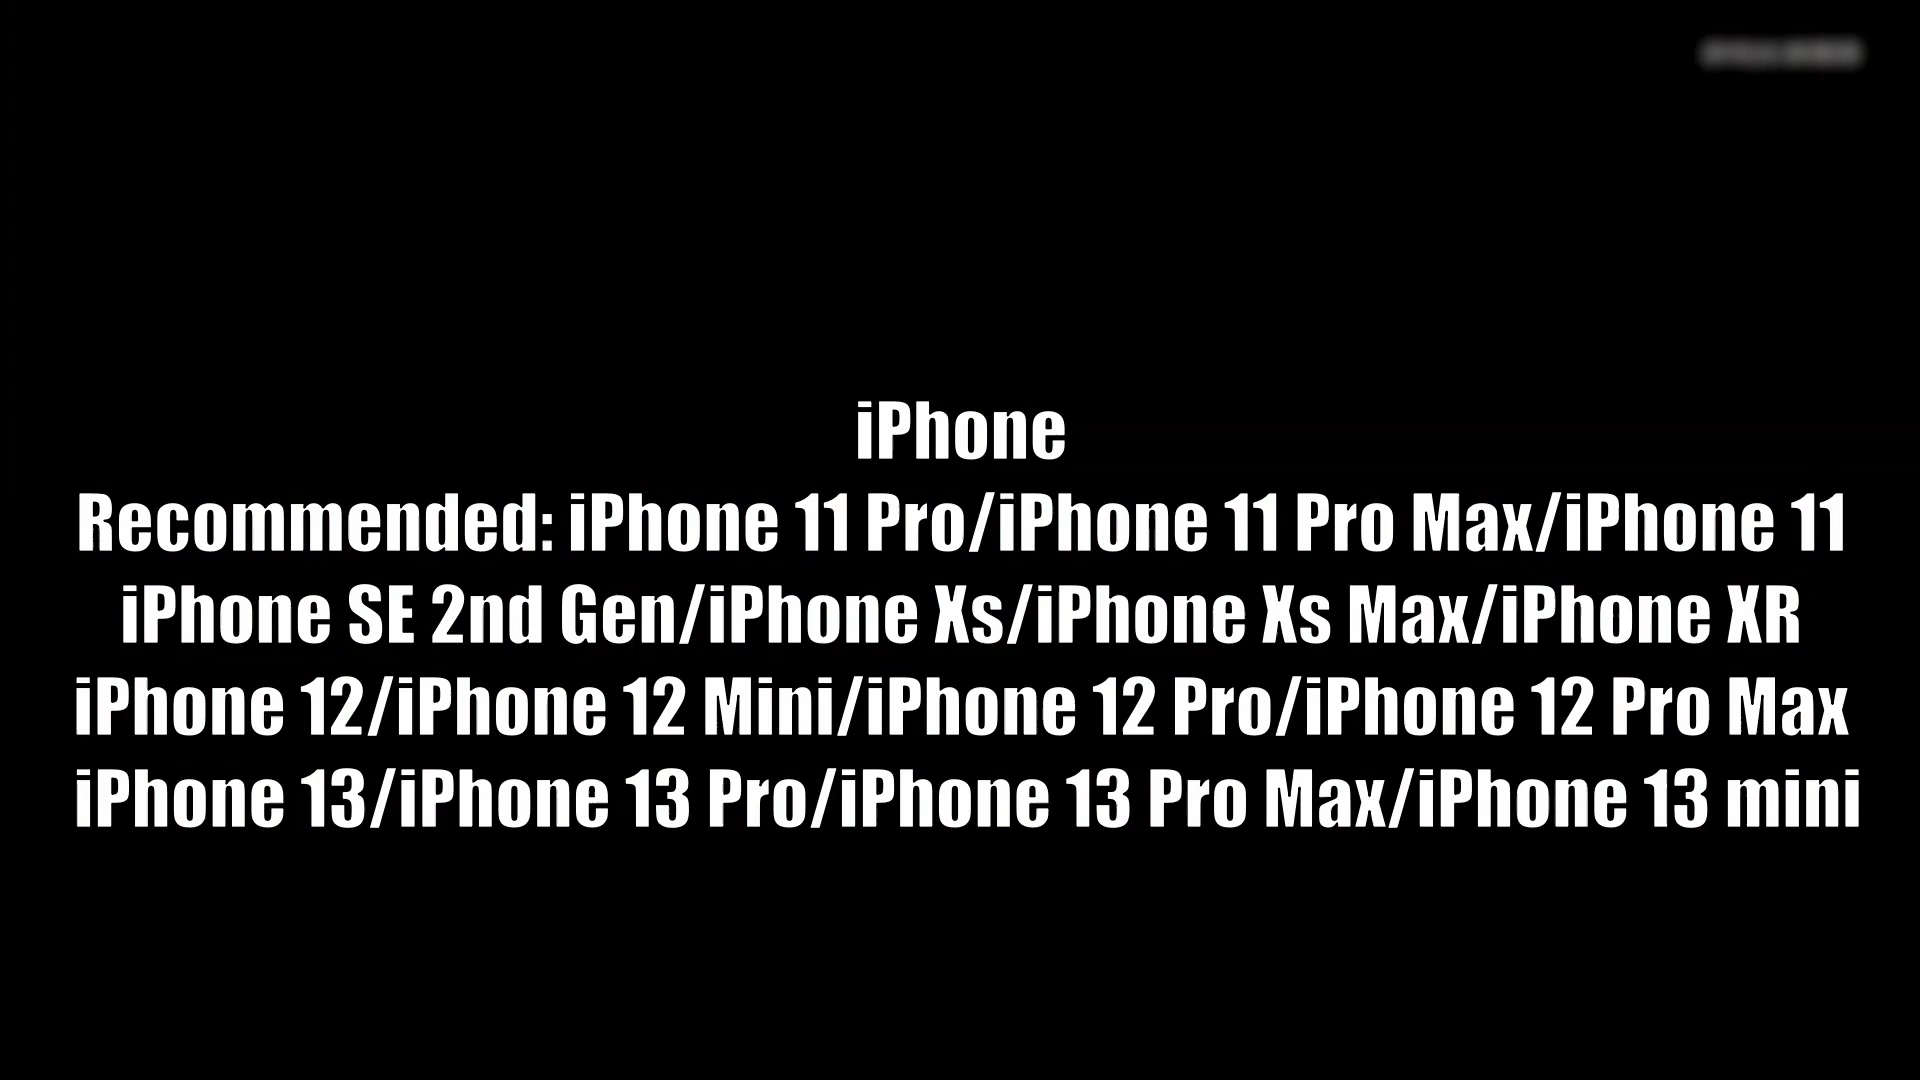 iPhone
Recommended: iPhone 11 Pro/iPhone 11 Pro Max/iPhone 11
iPhone SE 2nd Gen/iPhone Xs/iPhone Xs Max/iPhone XR
iPhone 12/iPhone 12 Mini/iPhone 12 Pro/iPhone 12 Pro Max
iPhone 13/iPhone 13 Pro/iPhone 13 Pro Max/iPhone 13 mini